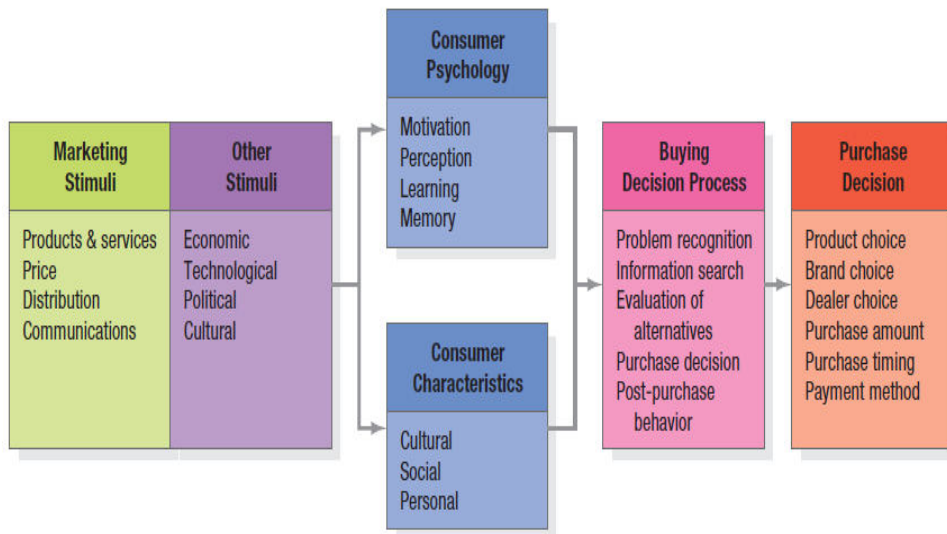 Marketing
Stimuli
Products & services
Price
Distribution
Communications
Other
Stimuli
Economic
Technological
Political
Cultural
Consumer
Psychology
Motivation
Perception
Learning
Memory
Consumer
Characteristics
Cultural
Social
Personal
Buying
Decision Process
Problem recognition
Information search
Evaluation of
alternatives
Purchase decision
Post-purchase
behavior
Purchase
Decision
Product choice
Brand choice
Dealer choice
Purchase amount
Purchase timing
Payment method